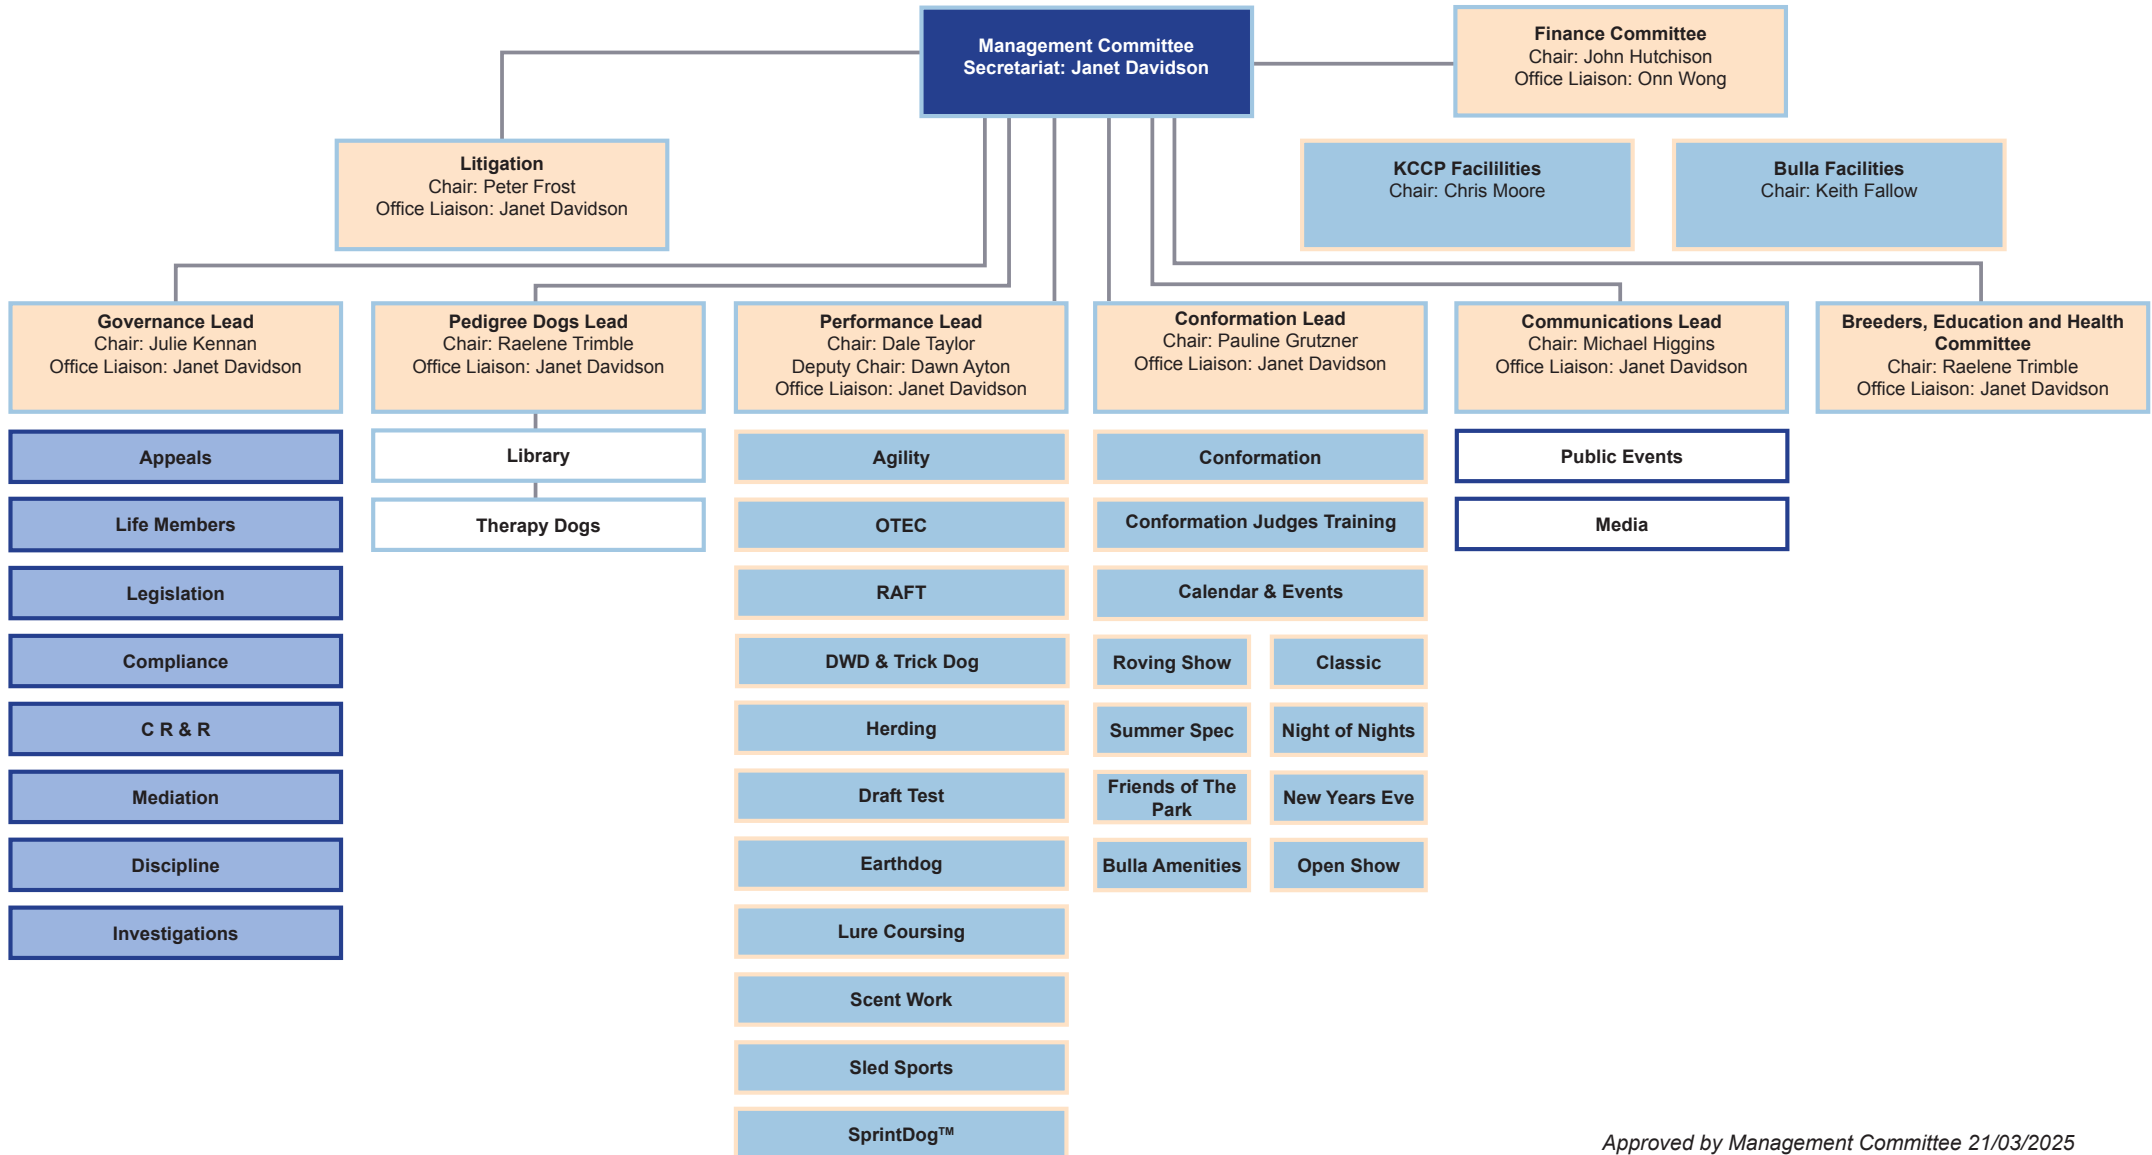 Management Committee
Secretariat: Janet Davidson
Finance Committee
Chair: John Hutchison
Office Liaison: Onn Wong
Litigation
Chair: Peter Frost
Office Liaison: Janet Davidson
KCCP Facililities
Chair: Chris Moore
Bulla Facilities
Chair: Keith Fallow
Governance Lead
Chair: Julie Kennan
Office Liaison: Janet Davidson
Appeals
Life Members
Legislation
Compliance
C R & R
Mediation
Discipline
Investigations
Pedigree Dogs Lead
Chair: Raelene Trimble
Office Liaison: Janet Davidson
Library
Therapy Dogs
Performance Lead
Chair: Dale Taylor
Deputy Chair: Dawn Ayton
Office Liaison: Janet Davidson
Agility
OTEC
RAFT
DWD & Trick Dog
Herding
Draft Test
Earthdog
Lure Coursing
Scent Work
Sled Sports
SprintDog™
Conformation Lead
Chair: Pauline Grutzner
Office Liaison: Janet Davidson
Conformation
Conformation Judges Training
Calendar & Events
Roving Show
Classic
Summer Spec
Night of Nights
Friends of The
Park
New Years Eve
Bulla Amenities
Open Show
Communications Lead
Chair: Michael Higgins
Office Liaison: Janet Davidson
Public Events
Media
Breeders, Education and Health
Committee
Chair: Raelene Trimble
Office Liaison: Janet Davidson
Approved by Management Committee 21/03/2025